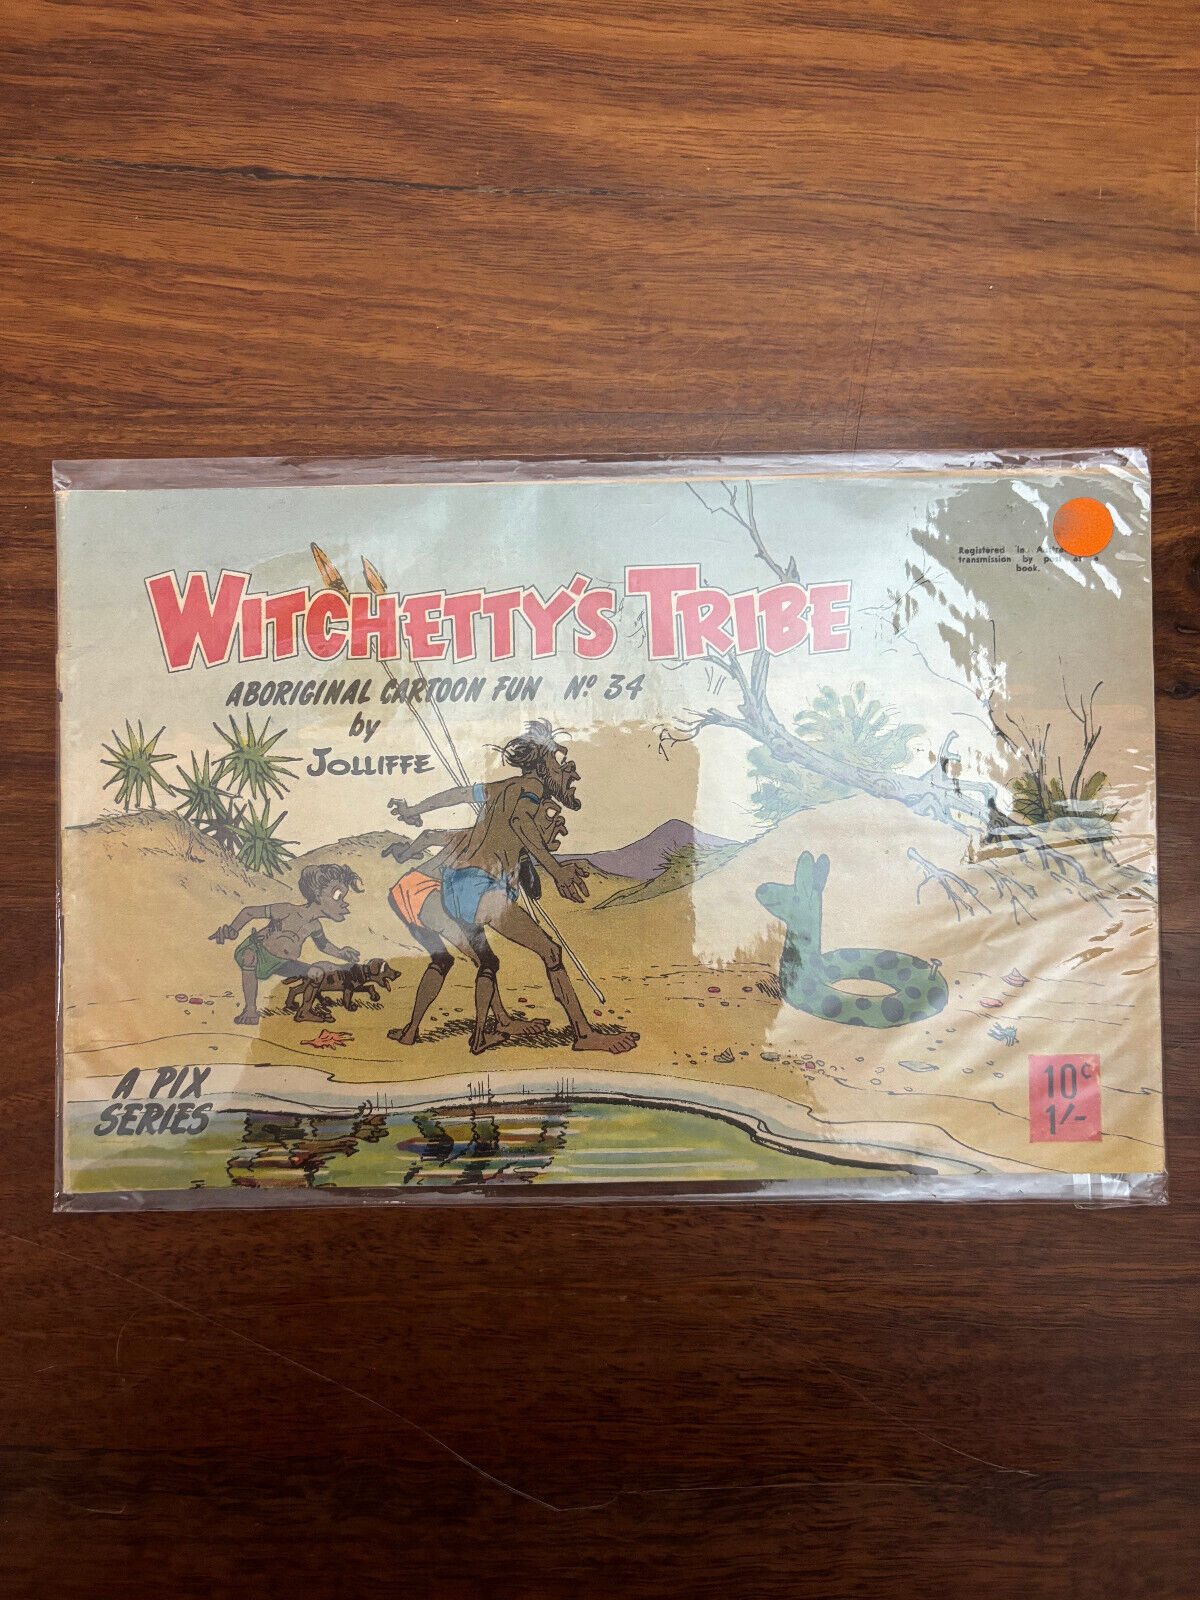 WITCHETTY'S TRIBE
ABORIGINAL CARTOON FUN Nº 34
by
JOLLIFFE
Registered in
transmission by
book.
A PIX
SERIES
10c
1/-